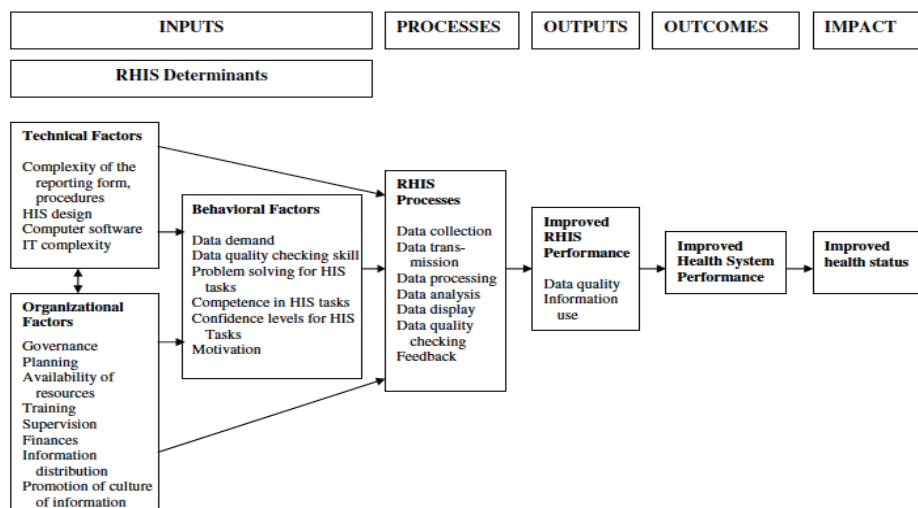 INPUTS
PROCESSES
OUTPUTS
OUTCOMES
IMPACT
RHIS Determinants
Technical Factors
Complexity of the
reporting form,
procedures
HIS design
Computer software
IT complexity
Organizational
Factors
Governance
Planning
Availability of
resources
Training
Supervision
Finances
Information
distribution
Promotion of culture
of information
Behavioral Factors
Data demand
Data quality checking skill
Problem solving for HIS
tasks
Competence in HIS tasks
Confidence levels for HIS
Tasks
Motivation
RHIS
Processes
Data collection
Data trans-
mission
Data processing
Data analysis
Data display
Data quality
checking
Feedback
Improved
RHIS
Performance
Data quality
Information
use
Improved
Health System
Performance
Improved
health status